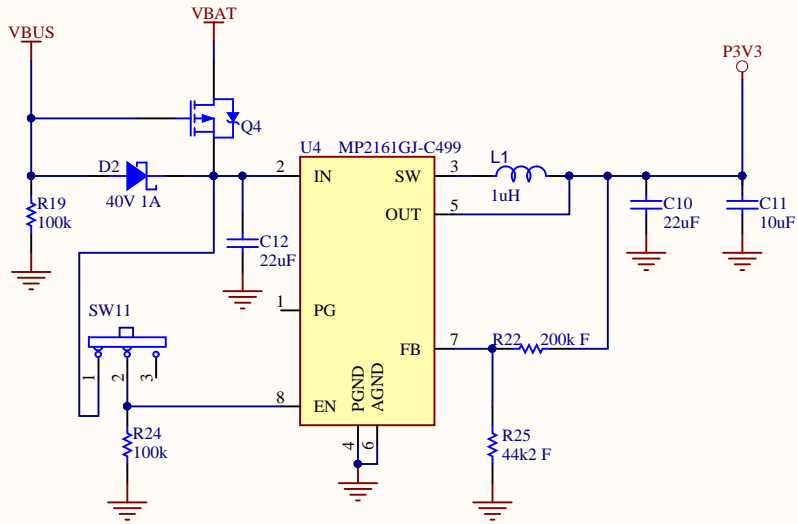 VBAT
VBUS
P3V3
Q4
U4 MP2161GJ-C499
D2
40V 1A
2
IN
SW
3
L1
1uH
R19
100k
OUT
5
C10
22uF
C11
10uF
C12
22uF
1
PG
SW11
1
2
3
FB
7
R22 200k F
PGND
AGND
8
EN
4
6
R24
100k
R25
44k2 F